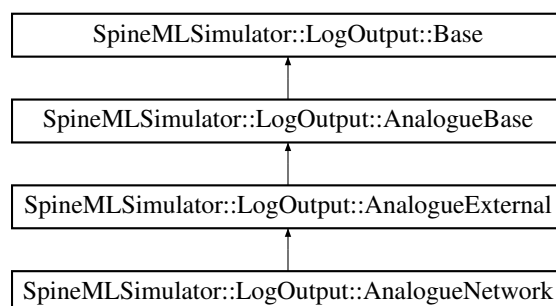 SpineMLSimulator::LogOutput::Base
SpineMLSimulator::LogOutput::AnalogueBase
SpineMLSimulator::LogOutput::AnalogueExternal
SpineMLSimulator::LogOutput::AnalogueNetwork